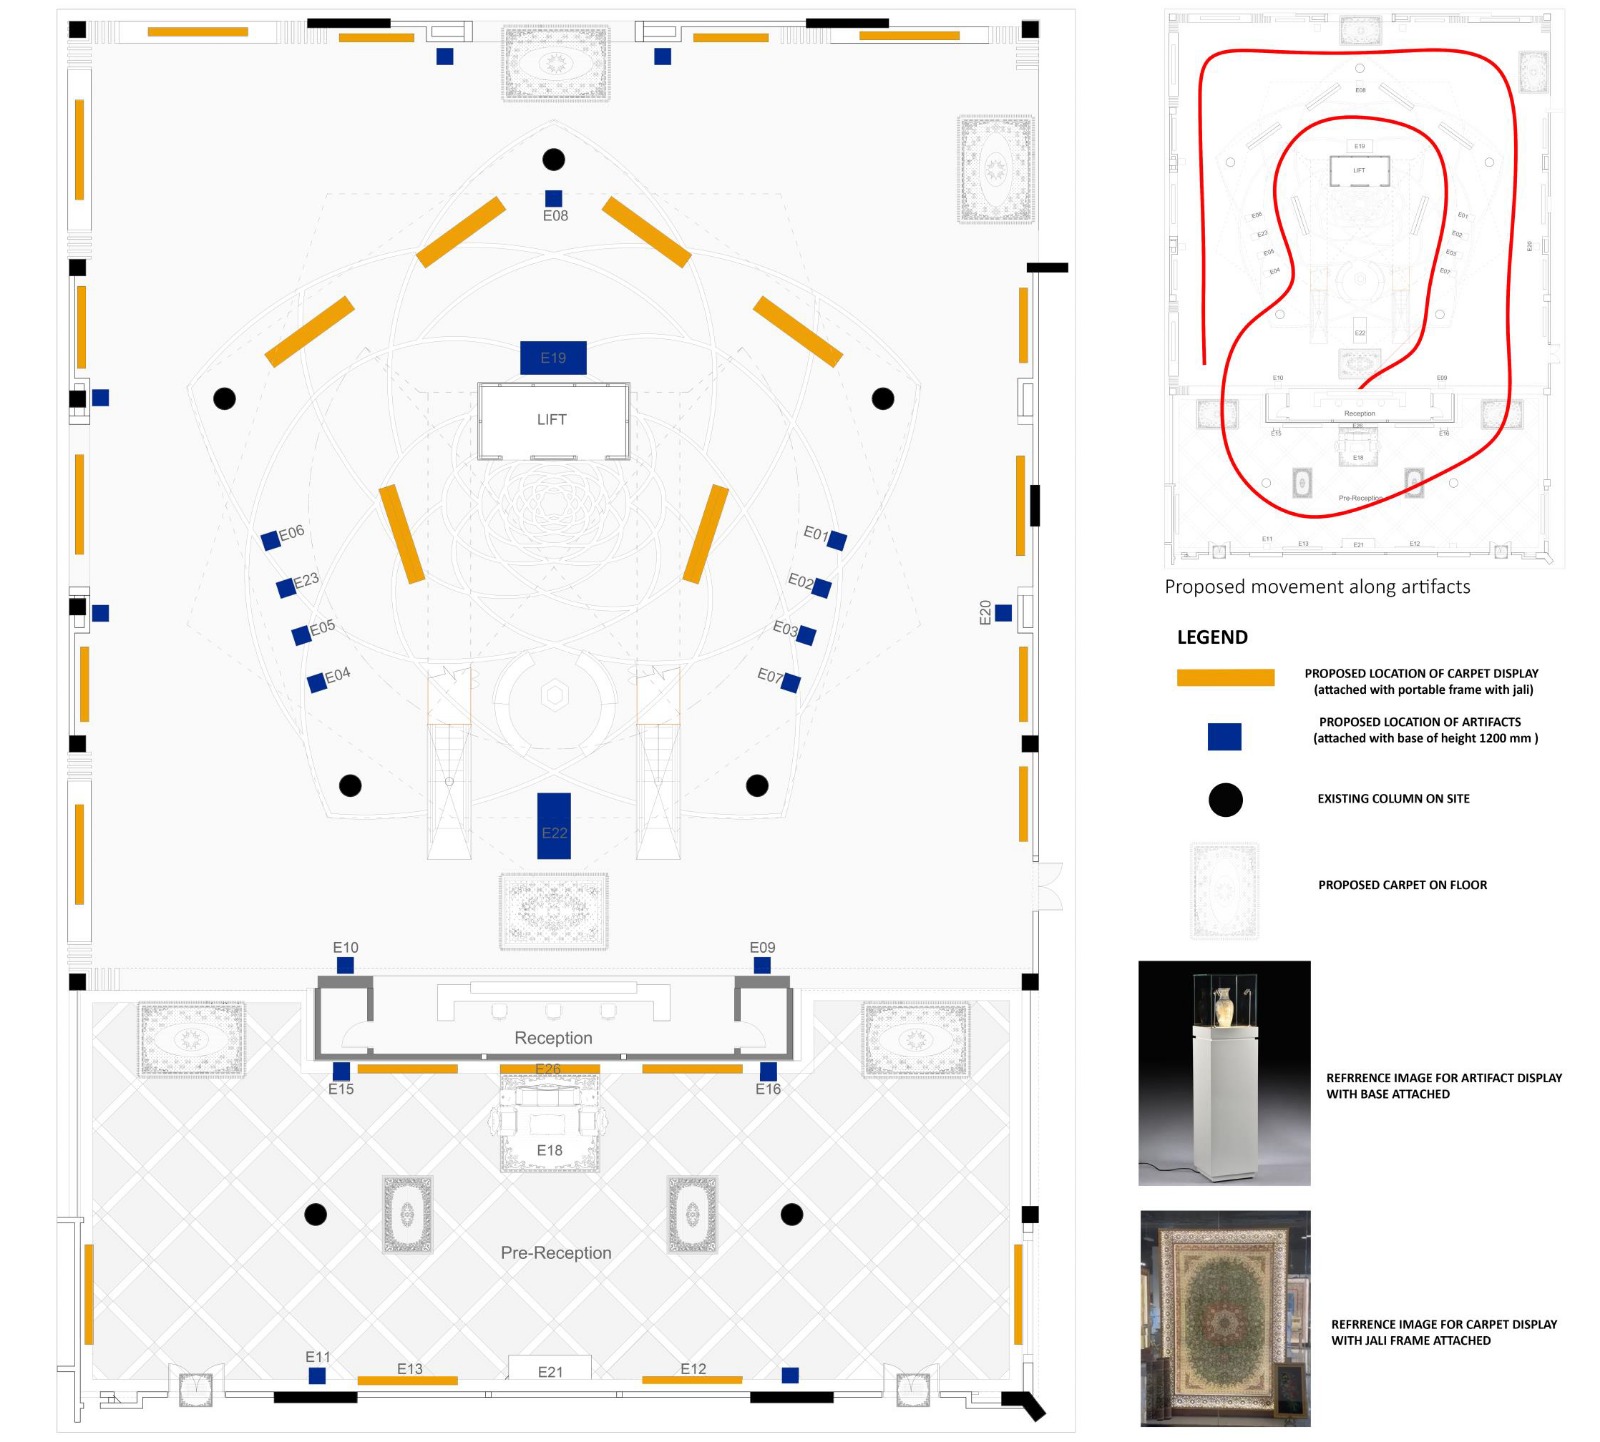 E08
E19
LIFT
E06
E23
E05
E04
E01
E02
E03
E07
E20
E22
E10
E09
Reception
E15
E26
E16
E18
Pre-Reception
E11
E13
E21
E12
E08
E19
LIFT
E06
E23
E05
E04
E01
E02
E03
E07
E20
E22
E10
E09
Reception
E15
E26
E16
E18
Pre-Reception
E11
E13
E21
E12
Proposed movement along artifacts
LEGEND
PROPOSED LOCATION OF CARPET DISPLAY
(attached with portable frame with jali)
PROPOSED LOCATION OF ARTIFACTS
(attached with base of height 1200 mm )
EXISTING COLUMN ON SITE
PROPOSED CARPET ON FLOOR
REFRRENCE IMAGE FOR ARTIFACT DISPLAY
WITH BASE ATTACHED
REFRRENCE IMAGE FOR CARPET DISPLAY
WITH JALI FRAME ATTACHED